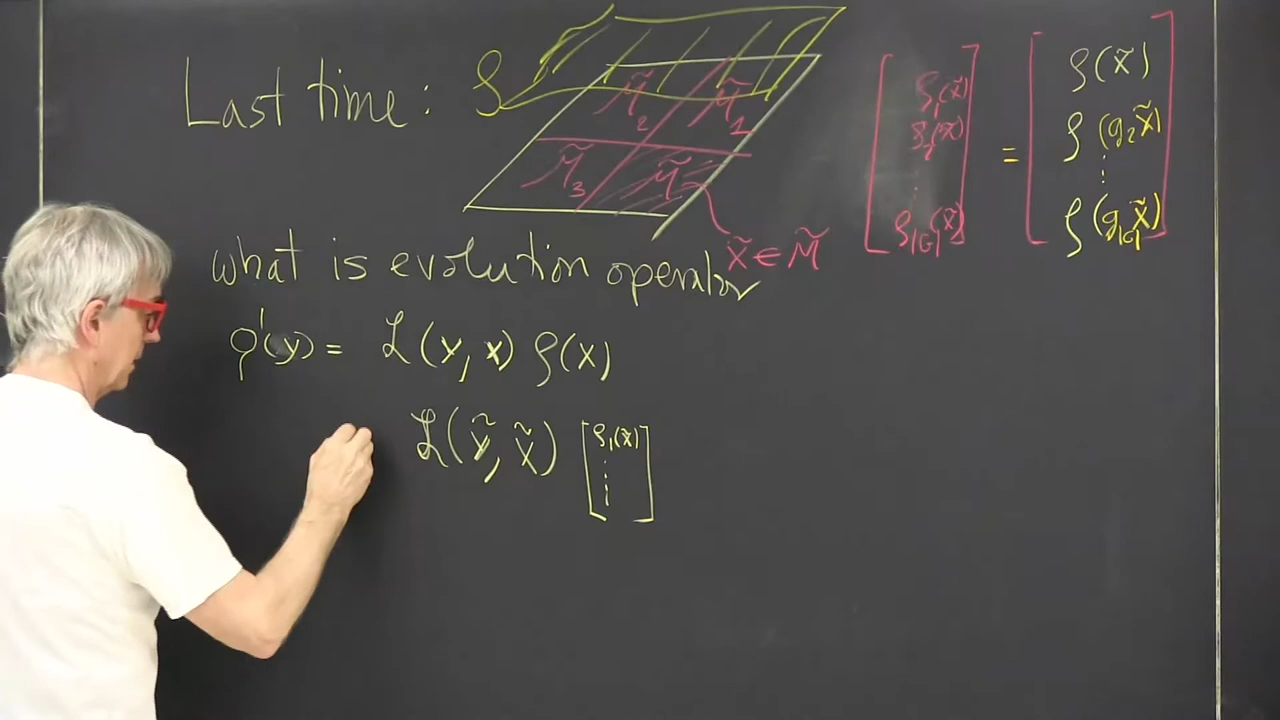 Last time: ρ
M̃₂ M̃₁
M̃₃ M̃
x̃ ∈ M̃
[ρ₁(x̃)
ρ₂(x̃)
⋮
ρ|G|(x̃)]
=
[ρ(x̃)
ρ(g₂x̃)
⋮
ρ(g|G|x̃)]
what is evolution operator
ρ'(y) = L(y, x) ρ(x)
L(ỹ, x̃) [ρ₁(x̃)
⋮]